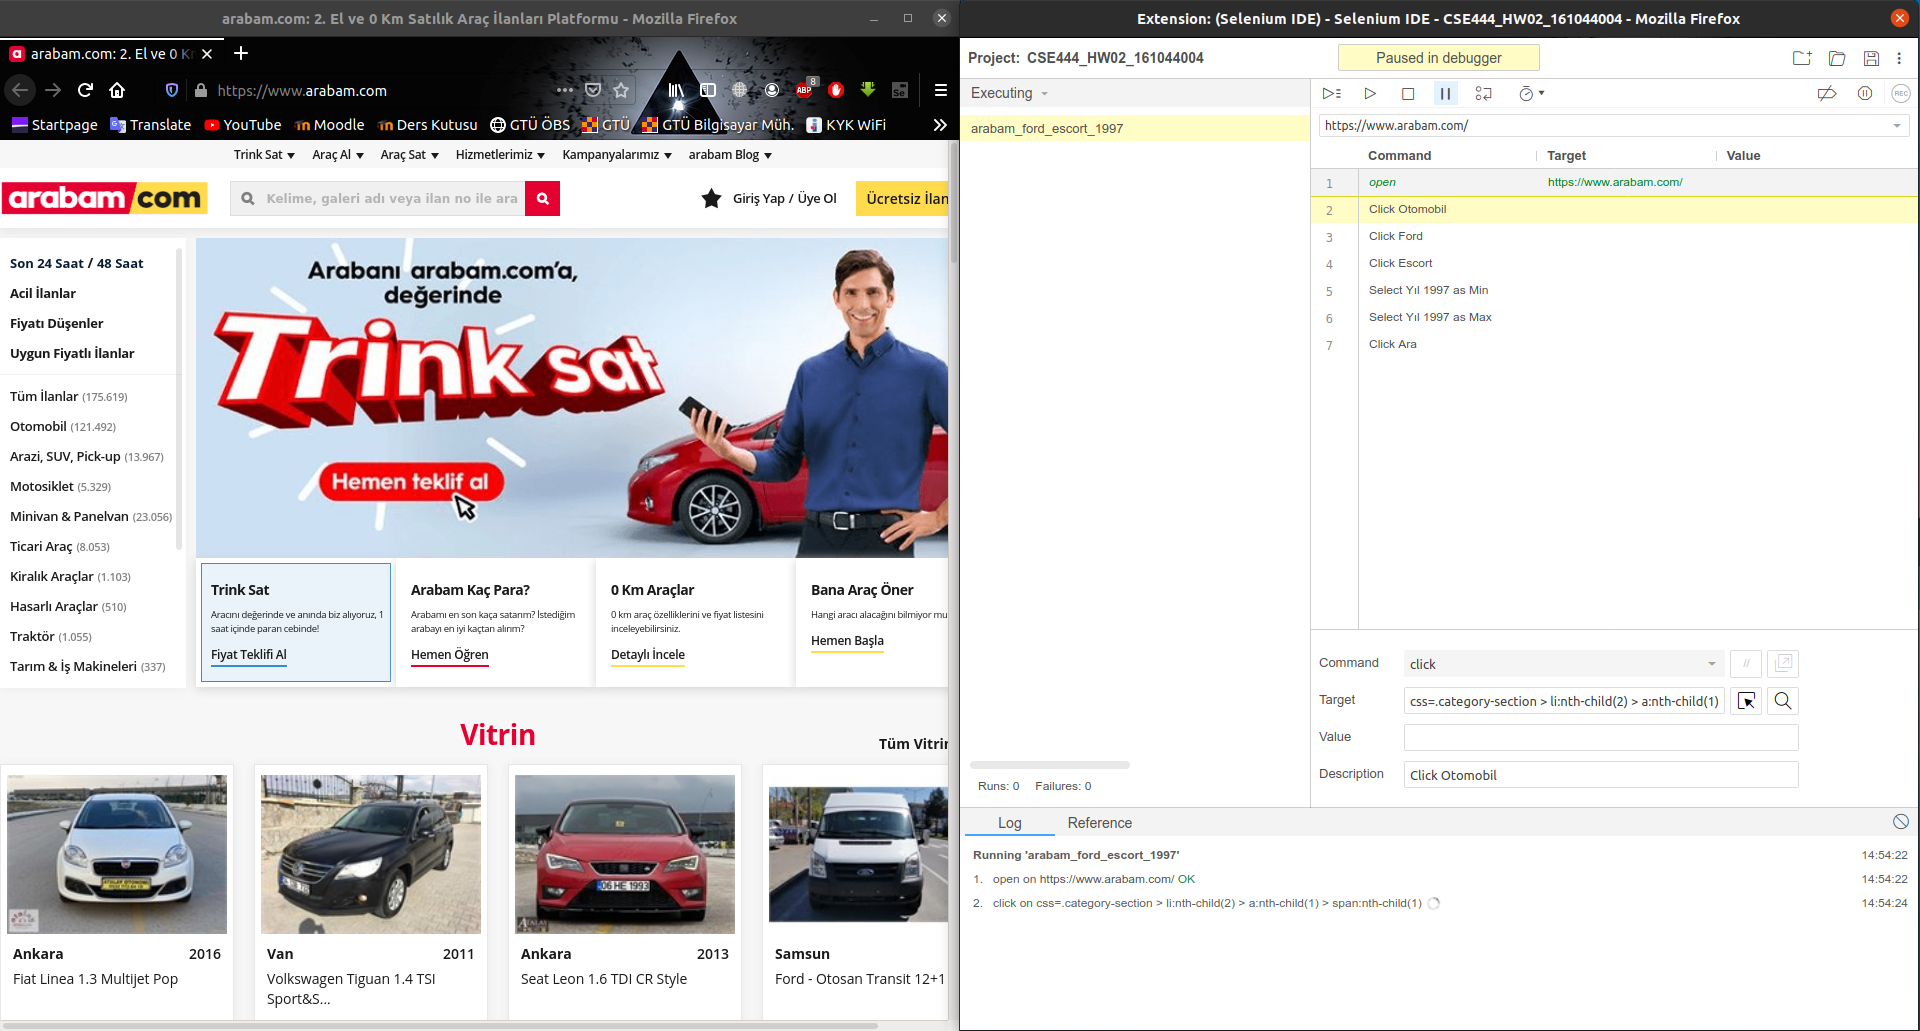 arabam.com: 2. El ve 0 Km Satılık Araç İlanları Platformu - Mozilla Firefox
arabam.com: 2. El ve 0 K
https://www.arabam.com
ABP
8
Se
Startpage
Translate
YouTube
Moodle
Ders Kutusu
GTÜ ÖBS
GTÜ
GTÜ Bilgisayar Müh.
KYK WiFi
Trink Sat
Araç Al
Araç Sat
Hizmetlerimiz
Kampanyalarımız
arabam Blog
arabam.com
Kelime, galeri adı veya ilan no ile ara
Giriş Yap / Üye Ol
Ücretsiz İlan
Son 24 Saat / 48 Saat
Acil İlanlar
Fiyatı Düşenler
Uygun Fiyatlı İlanlar
Tüm İlanlar (175.619)
Otomobil (121.492)
Arazi, SUV, Pick-up (13.967)
Motosiklet (5.329)
Minivan & Panelvan (23.056)
Ticari Araç (8.053)
Kiralık Araçlar (1.103)
Hasarlı Araçlar (510)
Traktör (1.055)
Tarım & İş Makineleri (337)
Arabanı arabam.com'a,
değerinde
Trink sat
Hemen teklif al
Trink Sat
Aracını değerinde ve anında biz alıyoruz, 1
saat içinde paran cebinde!
Fiyat Teklifi Al
Arabam Kaç Para?
Arabamı en son kaça satarım? İstediğim
arabayı en iyi kaçtan alırım?
Hemen Öğren
0 Km Araçlar
0 km araç özelliklerini ve fiyat listesini
inceleyebilirsiniz.
Detaylı İncele
Bana Araç Öner
Hangi aracı alacağını bilmiyor mu
Hemen Başla
Vitrin
Tüm Vitrin
06 HE 1993
Ankara 2016
Fiat Linea 1.3 Multijet Pop
Van 2011
Volkswagen Tiguan 1.4 TSI
Sport&S...
Ankara 2013
Seat Leon 1.6 TDI CR Style
Samsun
Ford - Otosan Transit 12+1
Extension: (Selenium IDE) - Selenium IDE - CSE444_HW02_161044004 - Mozilla Firefox
Project: CSE444_HW02_161044004
Paused in debugger
Executing
REC
arabam_ford_escort_1997
https://www.arabam.com/
Command Target Value
1 open https://www.arabam.com/
2 Click Otomobil
3 Click Ford
4 Click Escort
5 Select Yıl 1997 as Min
6 Select Yıl 1997 as Max
7 Click Ara
Command click //
Target css=.category-section > li:nth-child(2) > a:nth-child(1)
Value
Description Click Otomobil
Runs: 0 Failures: 0
Log Reference
Running 'arabam_ford_escort_1997' 14:54:22
1. open on https://www.arabam.com/ OK 14:54:22
2. click on css=.category-section > li:nth-child(2) > a:nth-child(1) > span:nth-child(1) 14:54:24